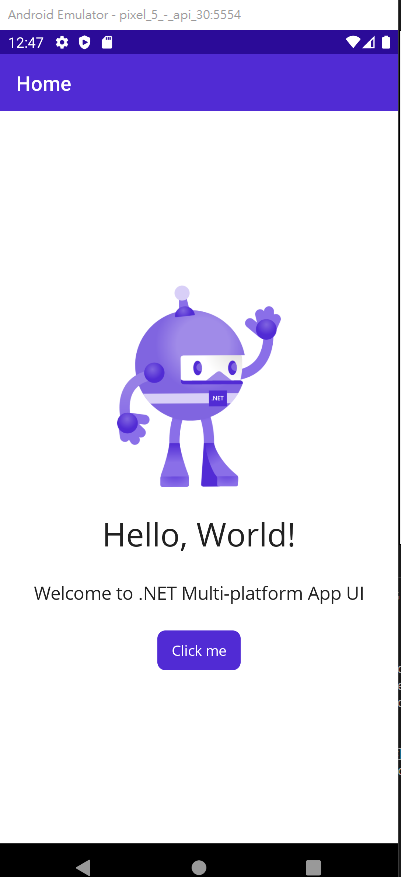 Android Emulator - pixel_5_-_api_30:5554
12:47
Home
.NET
Hello, World!
Welcome to .NET Multi-platform App UI
Click me